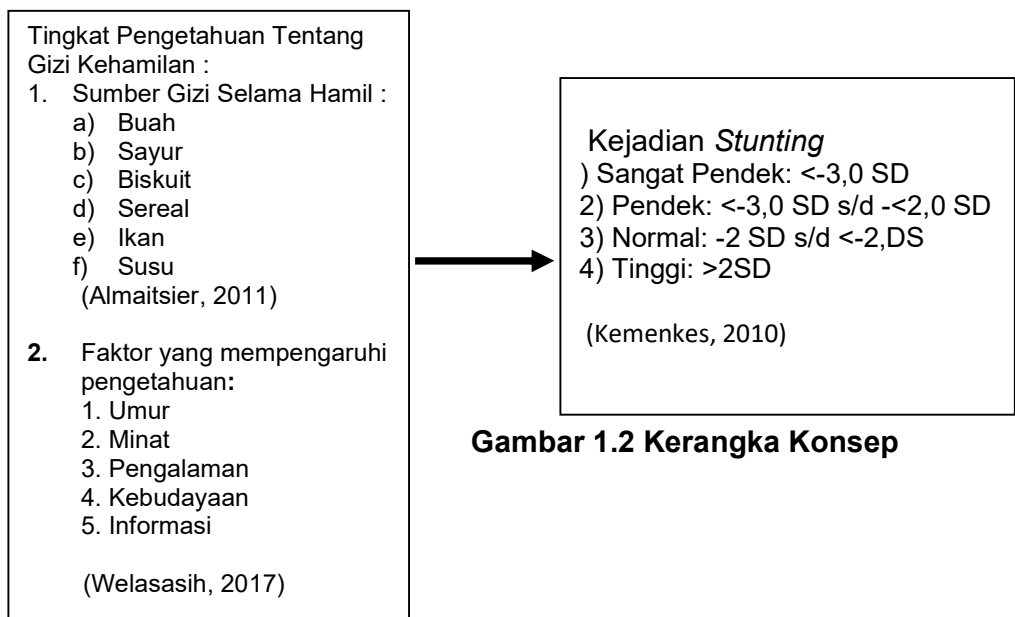 Tingkat Pengetahuan Tentang
Gizi Kehamilan :
1. Sumber Gizi Selama Hamil :
a) Buah
b) Sayur
c) Biskuit
d) Sereal
e) Ikan
f) Susu
(Almaitsier, 2011)
2. Faktor yang mempengaruhi
pengetahuan:
1. Umur
2. Minat
3. Pengalaman
4. Kebudayaan
5. Informasi
(Welasasih, 2017)
Kejadian Stunting
) Sangat Pendek: <-3,0 SD
2) Pendek: <-3,0 SD s/d -<2,0 SD
3) Normal: -2 SD s/d <-2,DS
4) Tinggi: >2SD
(Kemenkes, 2010)
Gambar 1.2 Kerangka Konsep